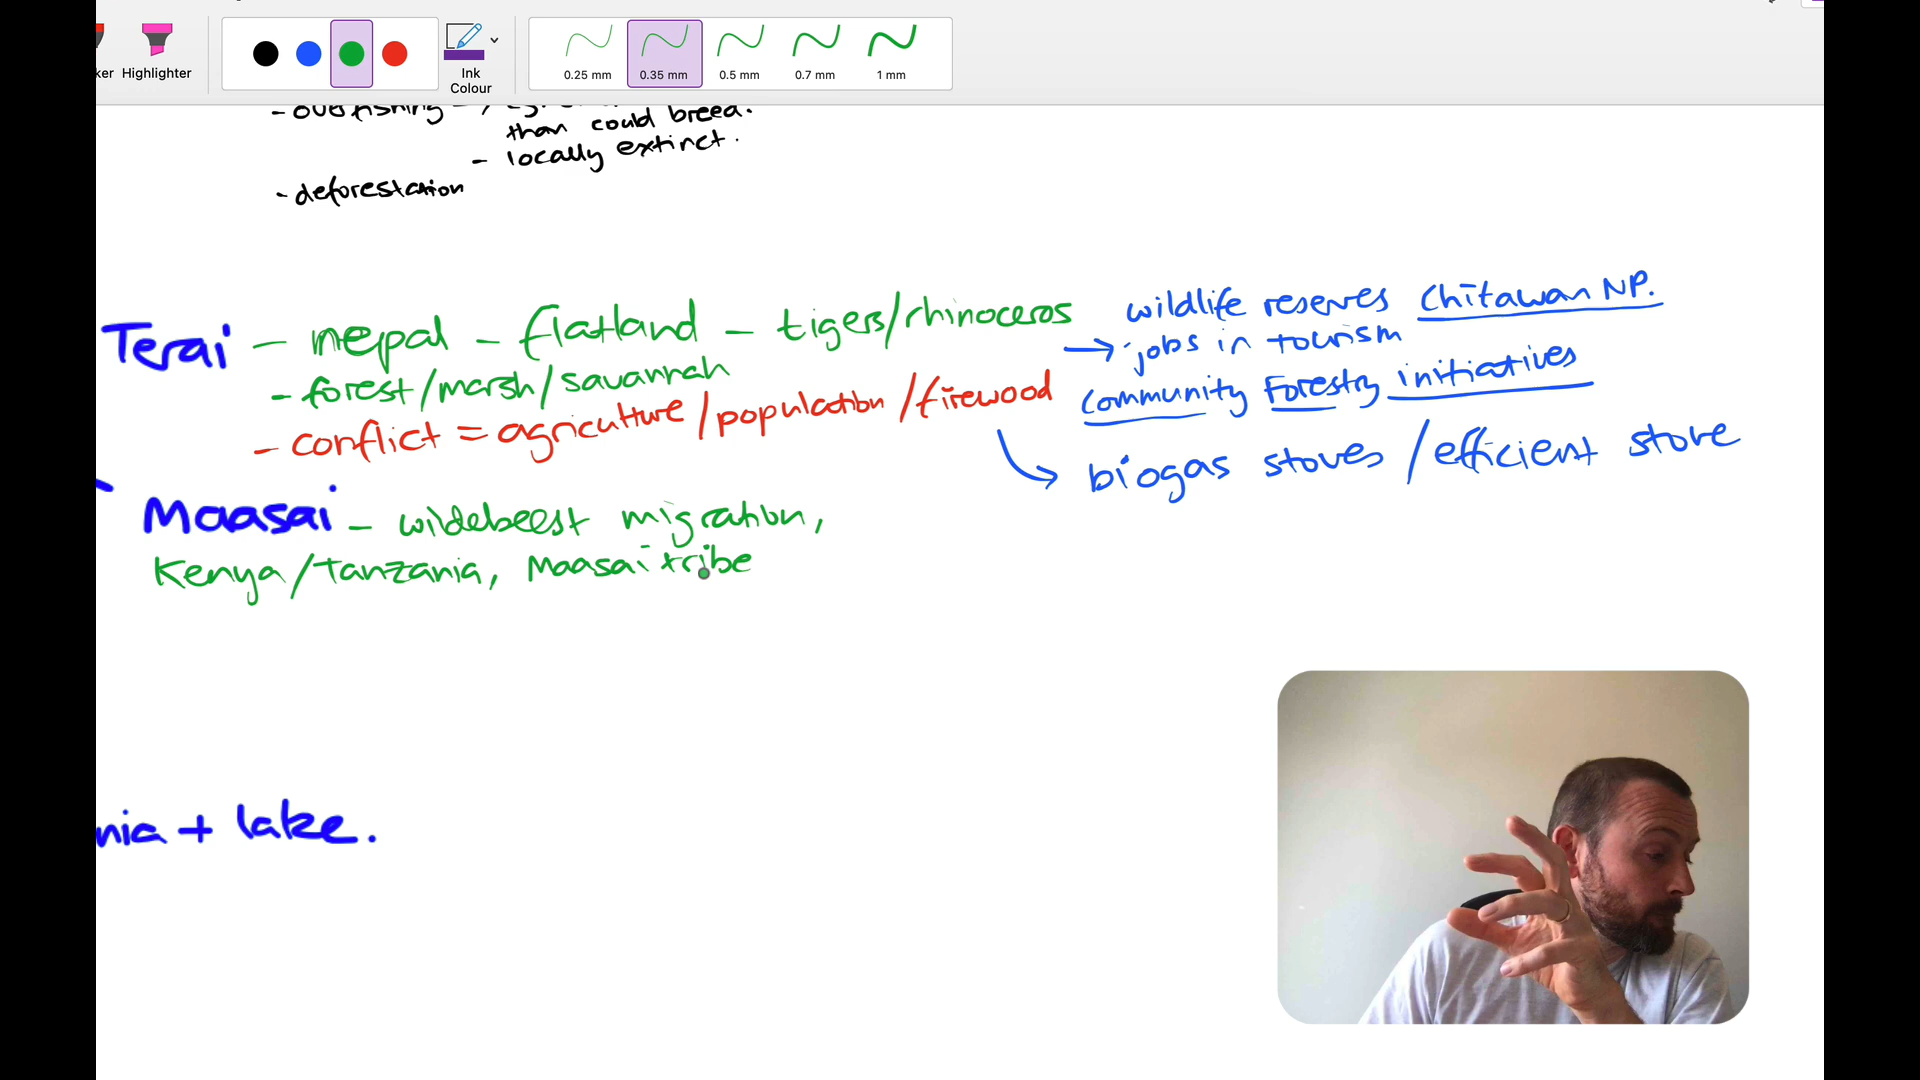 Highlighter
Ink
Colour
0.25 mm
0.35 mm
0.5 mm
0.7 mm
1 mm
- overfishing
than could breed.
- locally extinct.
- deforestation
Terai - nepal - flatland - tigers/rhinoceros
- forest/marsh/savannah
- conflict = agriculture/population/firewood
wildlife reserves Chitawan NP.
→ jobs in tourism
community Forestry initiatives
biogas stoves/efficient stove
Maasai - wildebeest migration,
Kenya/Tanzania, Maasai tribe
nia + lake.